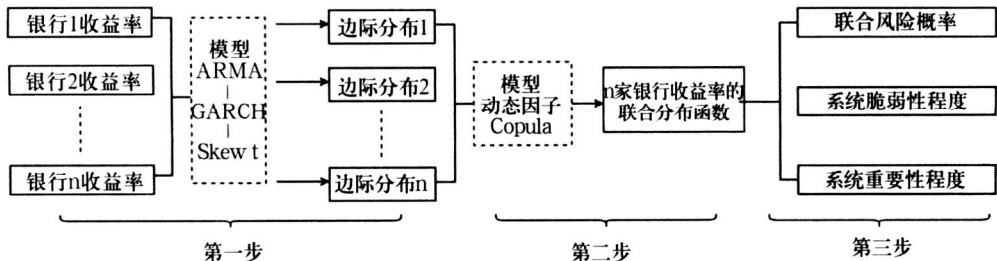 银行1收益率
银行2收益率
银行n收益率
模型
ARMA
-
GARCH
-
Skew t
边际分布1
边际分布2
边际分布n
模型
动态因子
Copula
n家银行收益率的
联合分布函数
联合风险概率
系统脆弱性程度
系统重要性程度
第一步
第二步
第三步